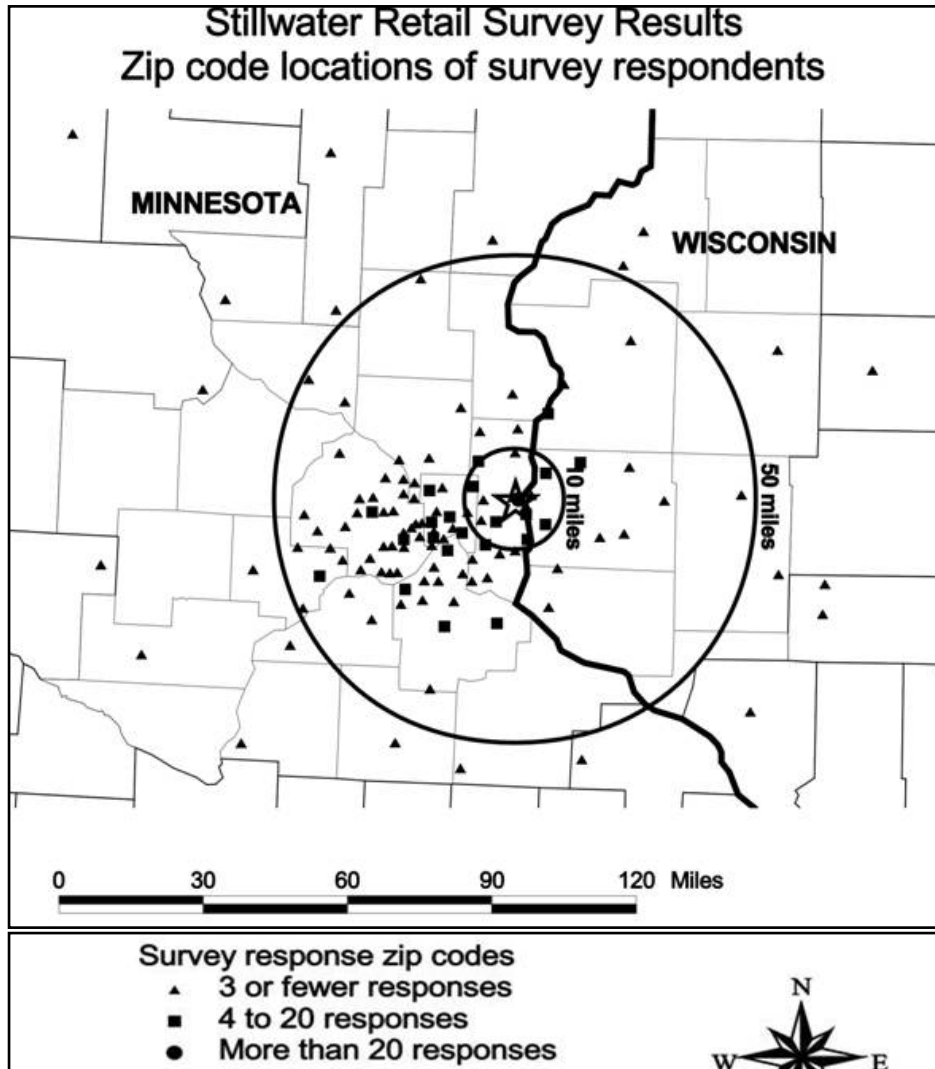 Stillwater Retail Survey Results
Zip code locations of survey respondents
MINNESOTA
WISCONSIN
10 miles
50 miles
0 30 60 90 120 Miles
Survey response zip codes
3 or fewer responses
4 to 20 responses
More than 20 responses
N
W E